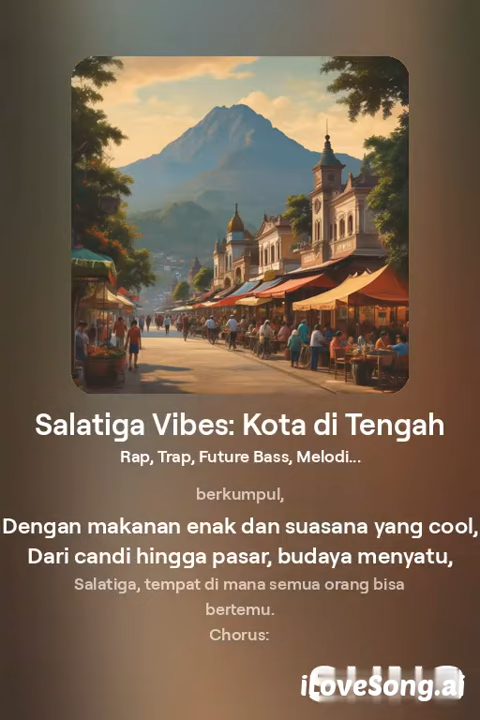 Salatiga Vibes: Kota di Tengah
Rap, Trap, Future Bass, Melodi...
berkumpul,
Dengan makanan enak dan suasana yang cool,
Dari candi hingga pasar, budaya menyatu,
Salatiga, tempat di mana semua orang bisa
bertemu.
Chorus:
iLoveSong.ai